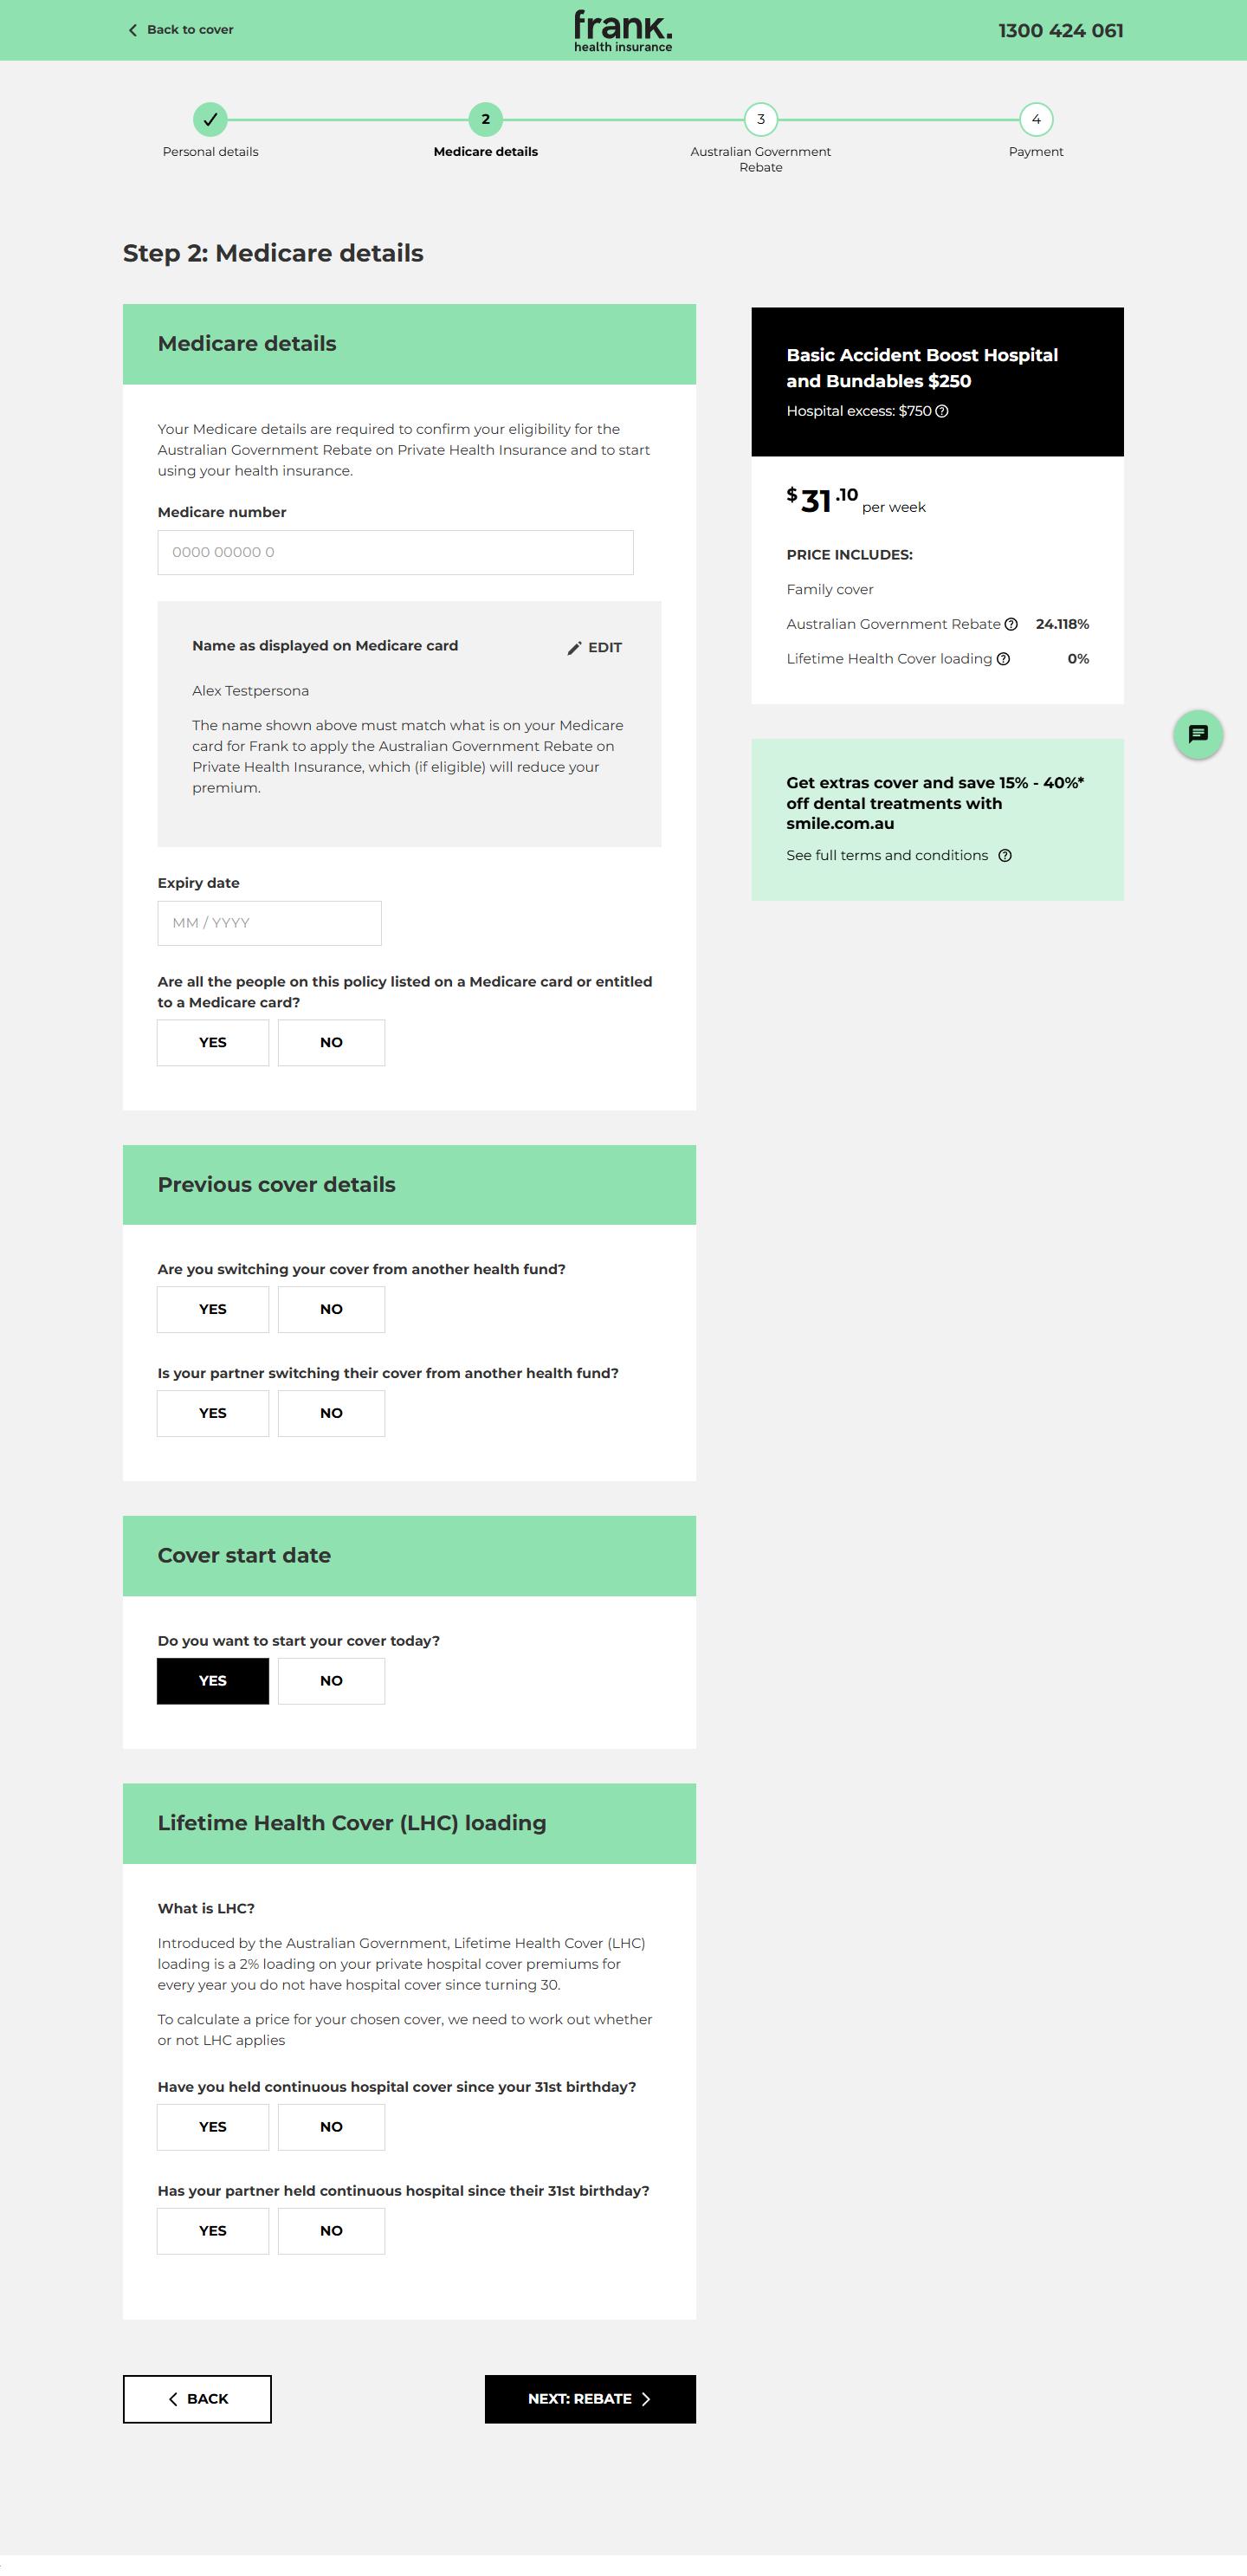 Back to cover
frank.
health insurance
1300 424 061
2
3
4
Personal details
Medicare details
Australian Government
Rebate
Payment
Step 2: Medicare details
Medicare details
Your Medicare details are required to confirm your eligibility for the
Australian Government Rebate on Private Health Insurance and to start
using your health insurance.
Medicare number
0000 00000 0
Name as displayed on Medicare card
EDIT
Alex Testpersona
The name shown above must match what is on your Medicare
card for Frank to apply the Australian Government Rebate on
Private Health Insurance, which (if eligible) will reduce your
premium.
Expiry date
MM / YYYY
Are all the people on this policy listed on a Medicare card or entitled
to a Medicare card?
YES NO
Previous cover details
Are you switching your cover from another health fund?
YES NO
Is your partner switching their cover from another health fund?
YES NO
Cover start date
Do you want to start your cover today?
YES NO
Lifetime Health Cover (LHC) loading
What is LHC?
Introduced by the Australian Government, Lifetime Health Cover (LHC)
loading is a 2% loading on your private hospital cover premiums for
every year you do not have hospital cover since turning 30.
To calculate a price for your chosen cover, we need to work out whether
or not LHC applies
Have you held continuous hospital cover since your 31st birthday?
YES NO
Has your partner held continuous hospital since their 31st birthday?
YES NO
BACK
NEXT: REBATE
Basic Accident Boost Hospital
and Bundables $250
Hospital excess: $750 ?
$31.10 per week
PRICE INCLUDES:
Family cover
Australian Government Rebate ? 24.118%
Lifetime Health Cover loading ? 0%
Get extras cover and save 15% - 40%*
off dental treatments with
smile.com.au
See full terms and conditions ?